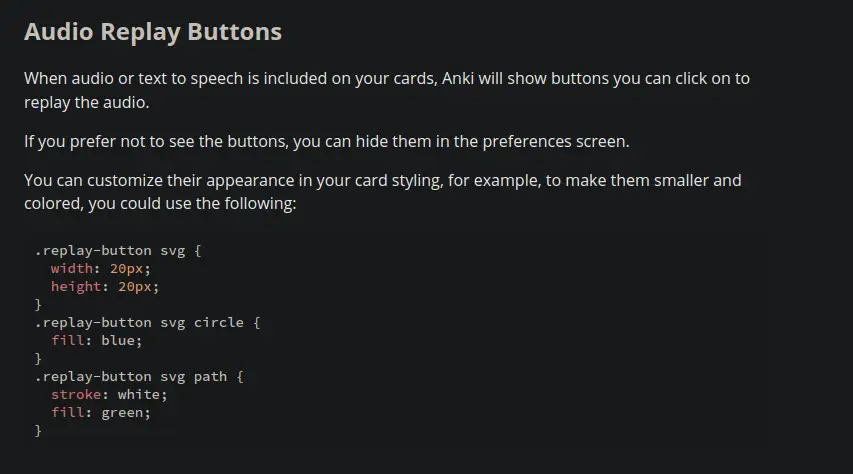 Audio Replay Buttons
When audio or text to speech is included on your cards, Anki will show buttons you can click on to
replay the audio.
If you prefer not to see the buttons, you can hide them in the preferences screen.
You can customize their appearance in your card styling, for example, to make them smaller and
colored, you could use the following:
.replay-button svg {
  width: 20px;
  height: 20px;
}
.replay-button svg circle {
  fill: blue;
}
.replay-button svg path {
  stroke: white;
  fill: green;
}